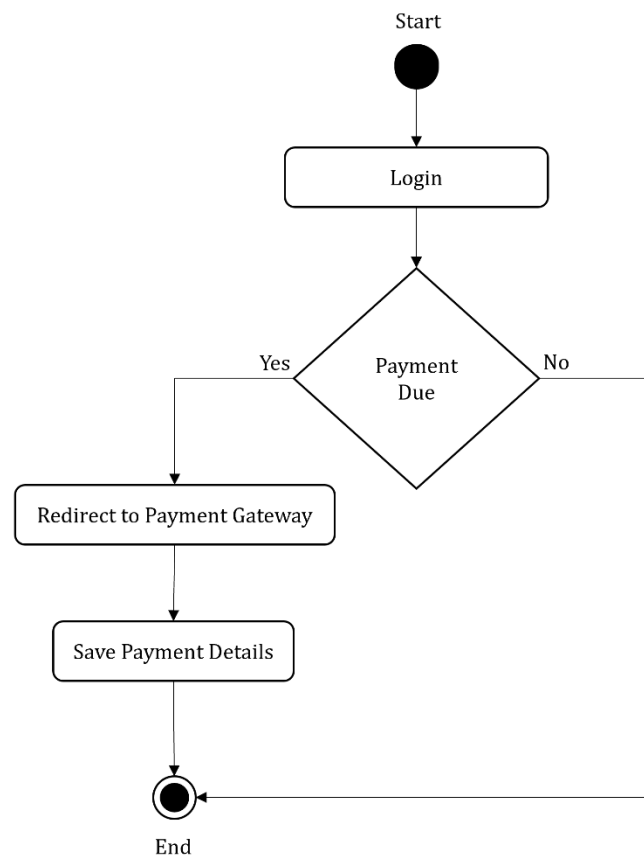 Start
Login
Yes
Payment
Due
No
Redirect to Payment Gateway
Save Payment Details
End